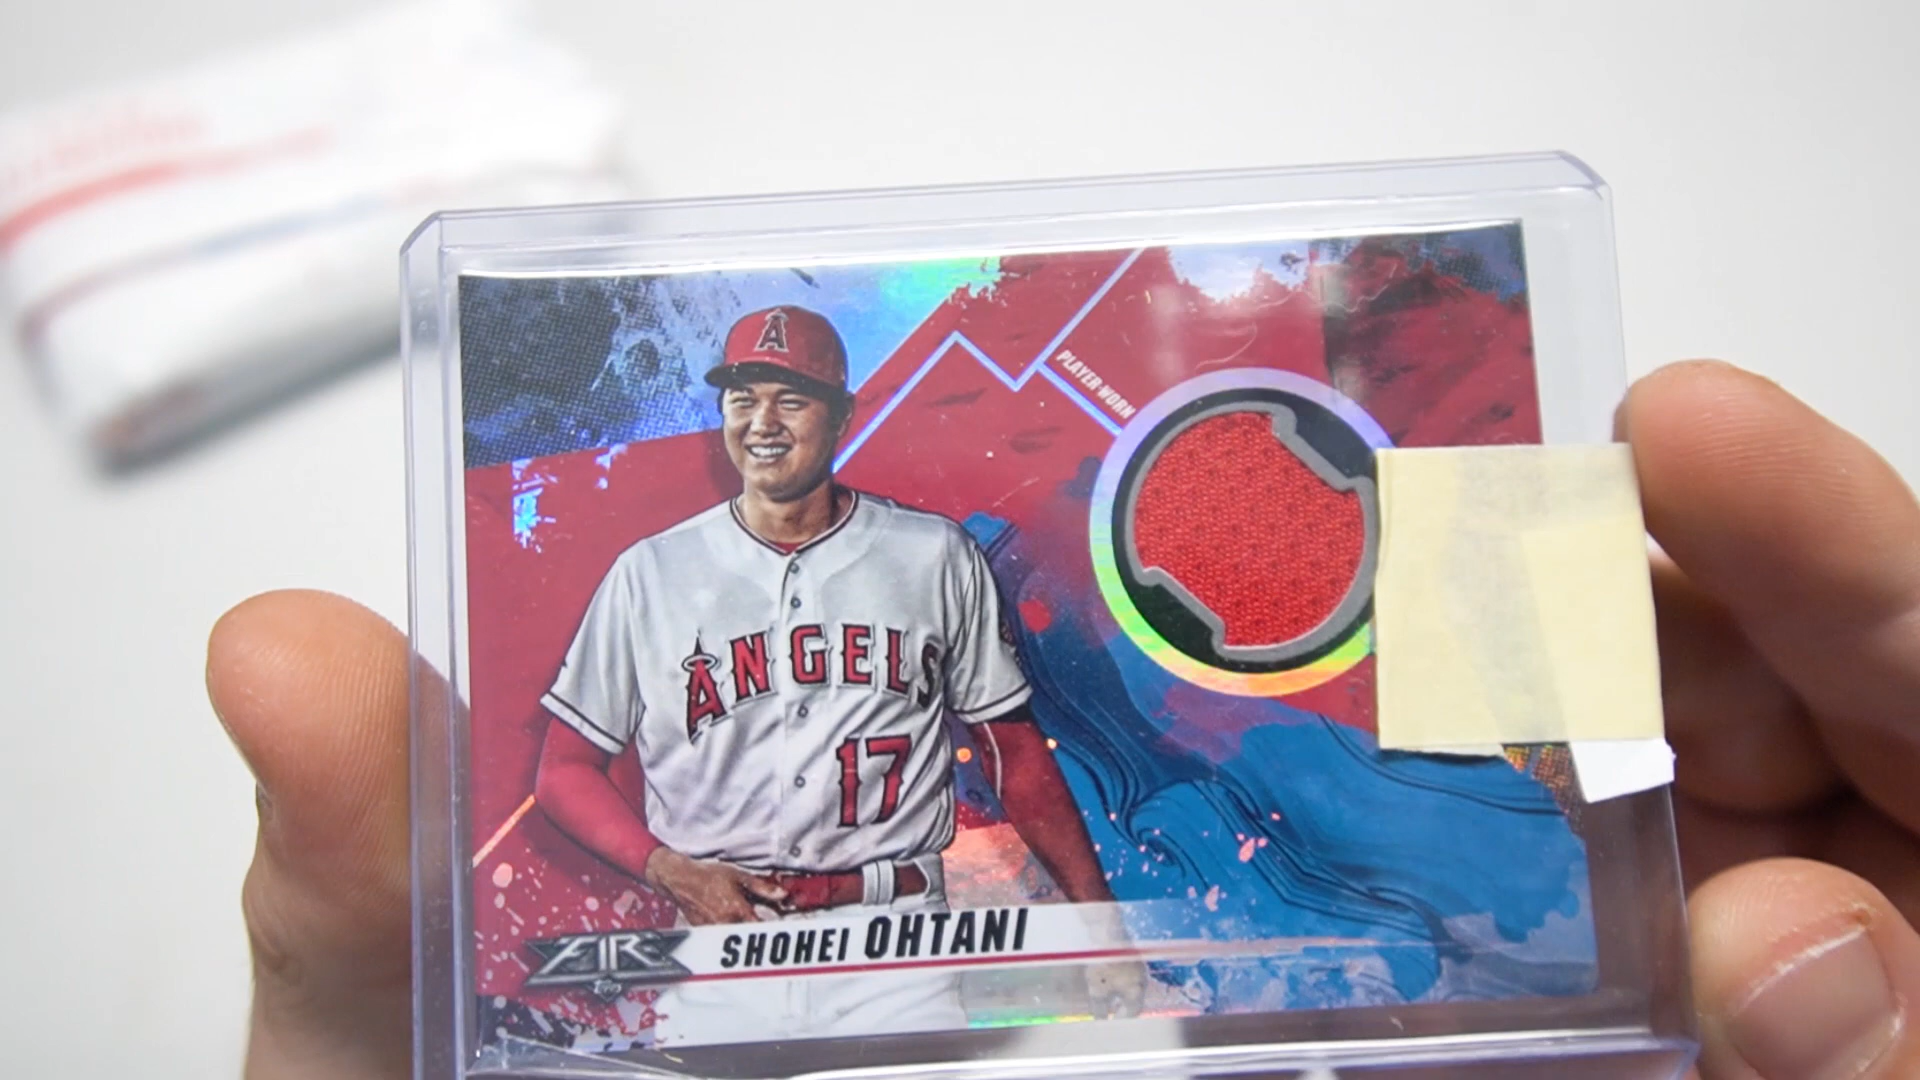 A
PLAYER-WORN
ANGELS
17
FIRE
Topps
SHOHEI OHTANI